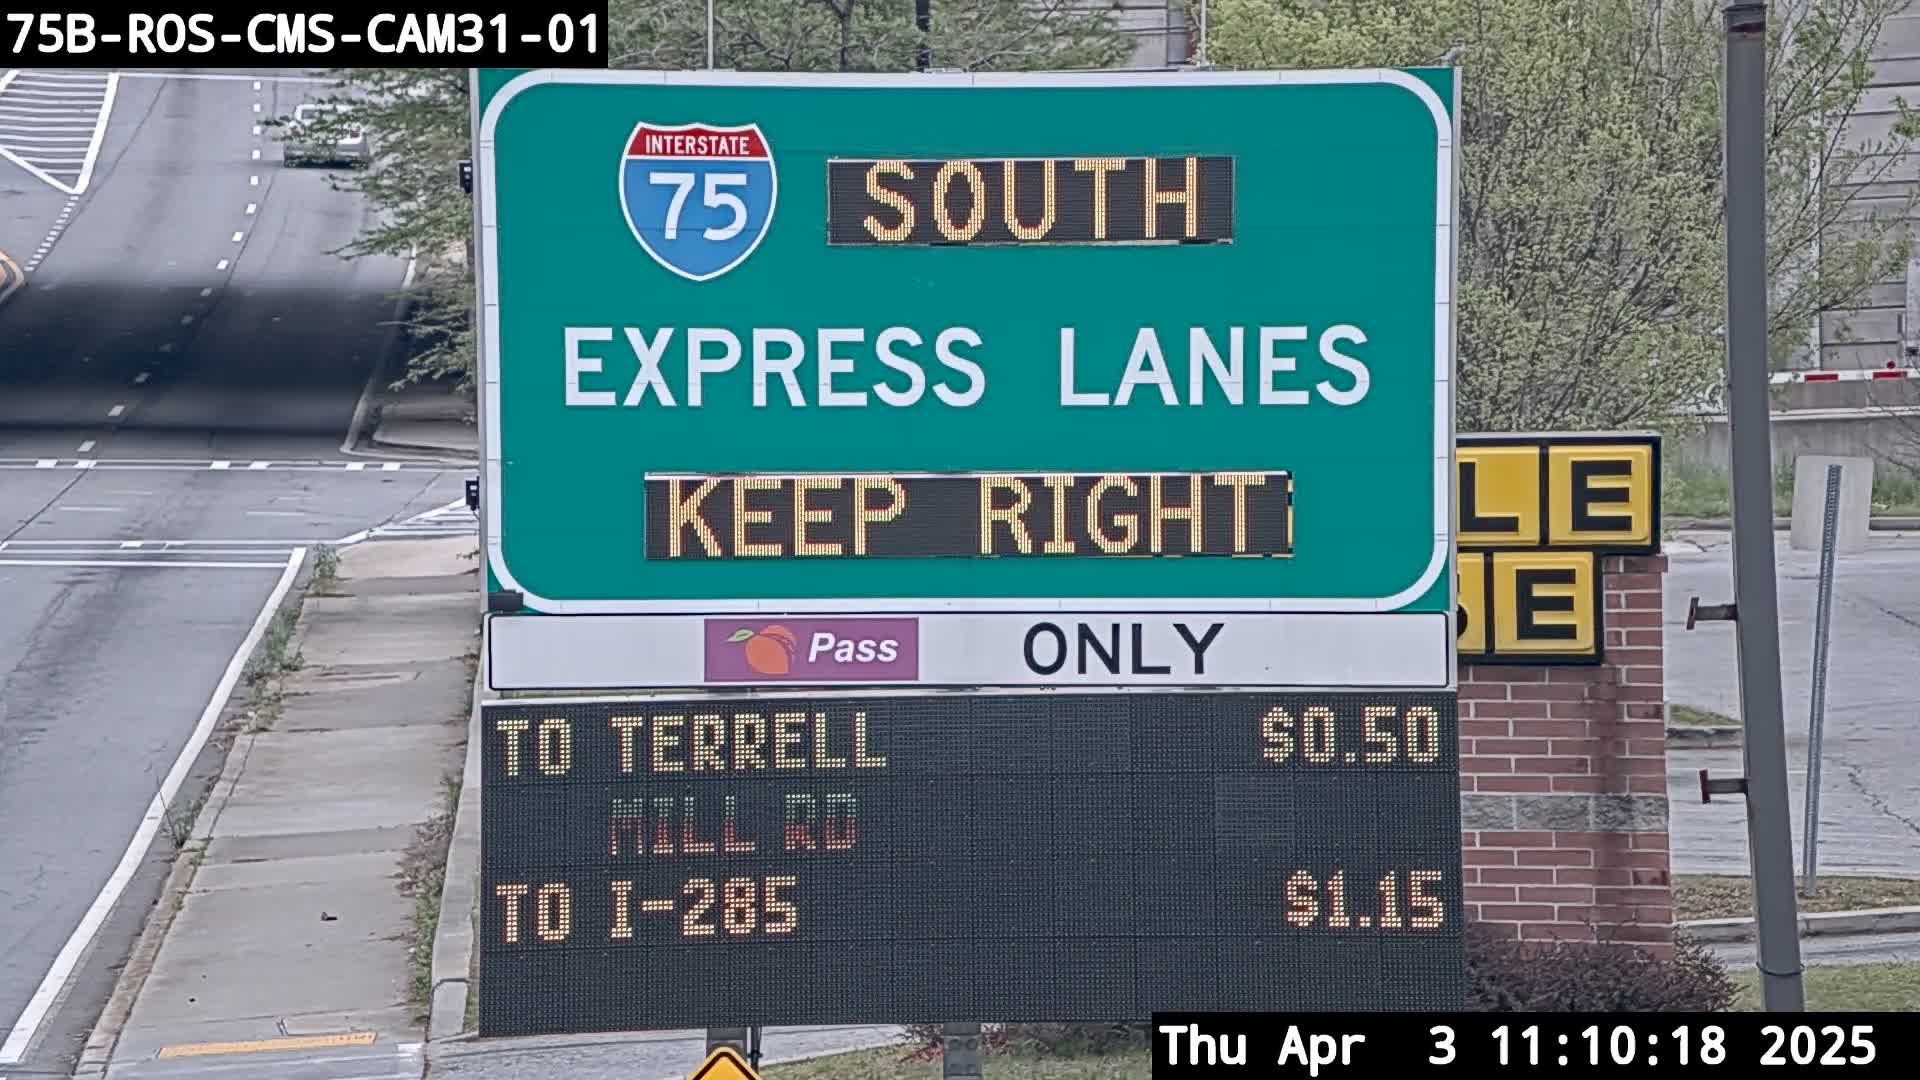 75B-ROS-CMS-CAM31-01
INTERSTATE
75
SOUTH
EXPRESS LANES
KEEP RIGHT
LE
E
Pass ONLY
TO TERRELL $0.50
MILL RD
TO I-285 $1.15
Thu Apr 3 11:10:18 2025